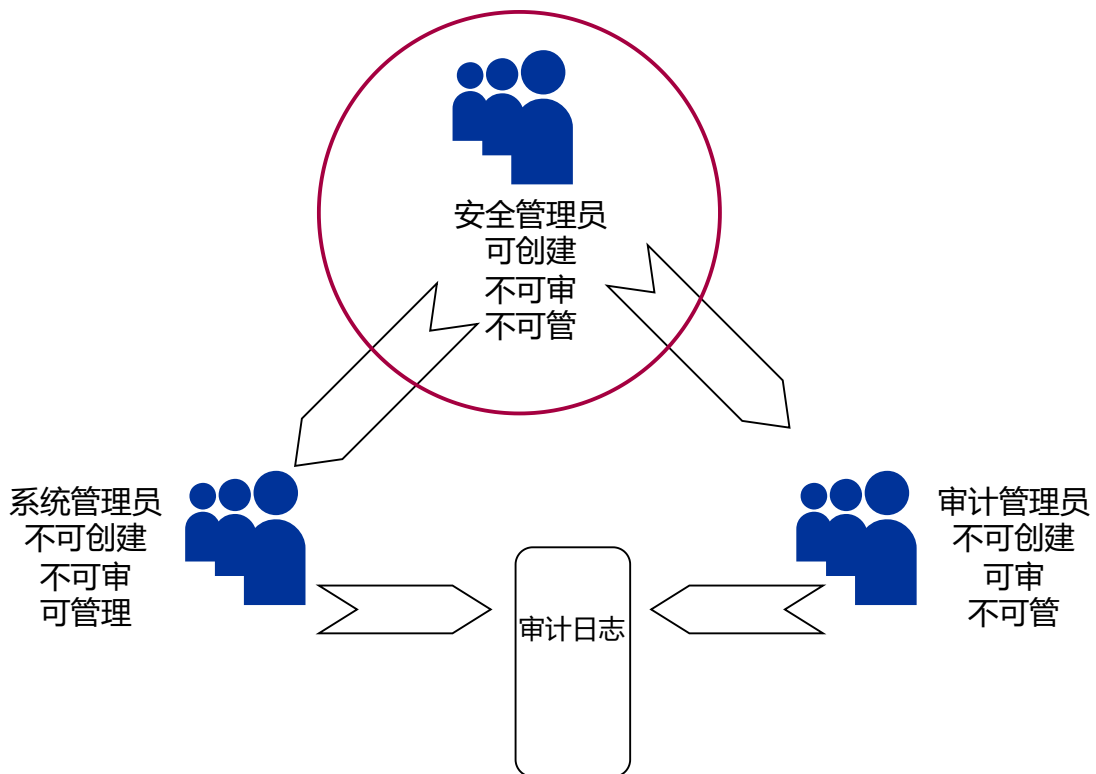 安全管理员
可创建
不可审
不可管
系统管理员
不可创建
不可审
可管理
审计管理员
不可创建
可审
不可管
审计日志